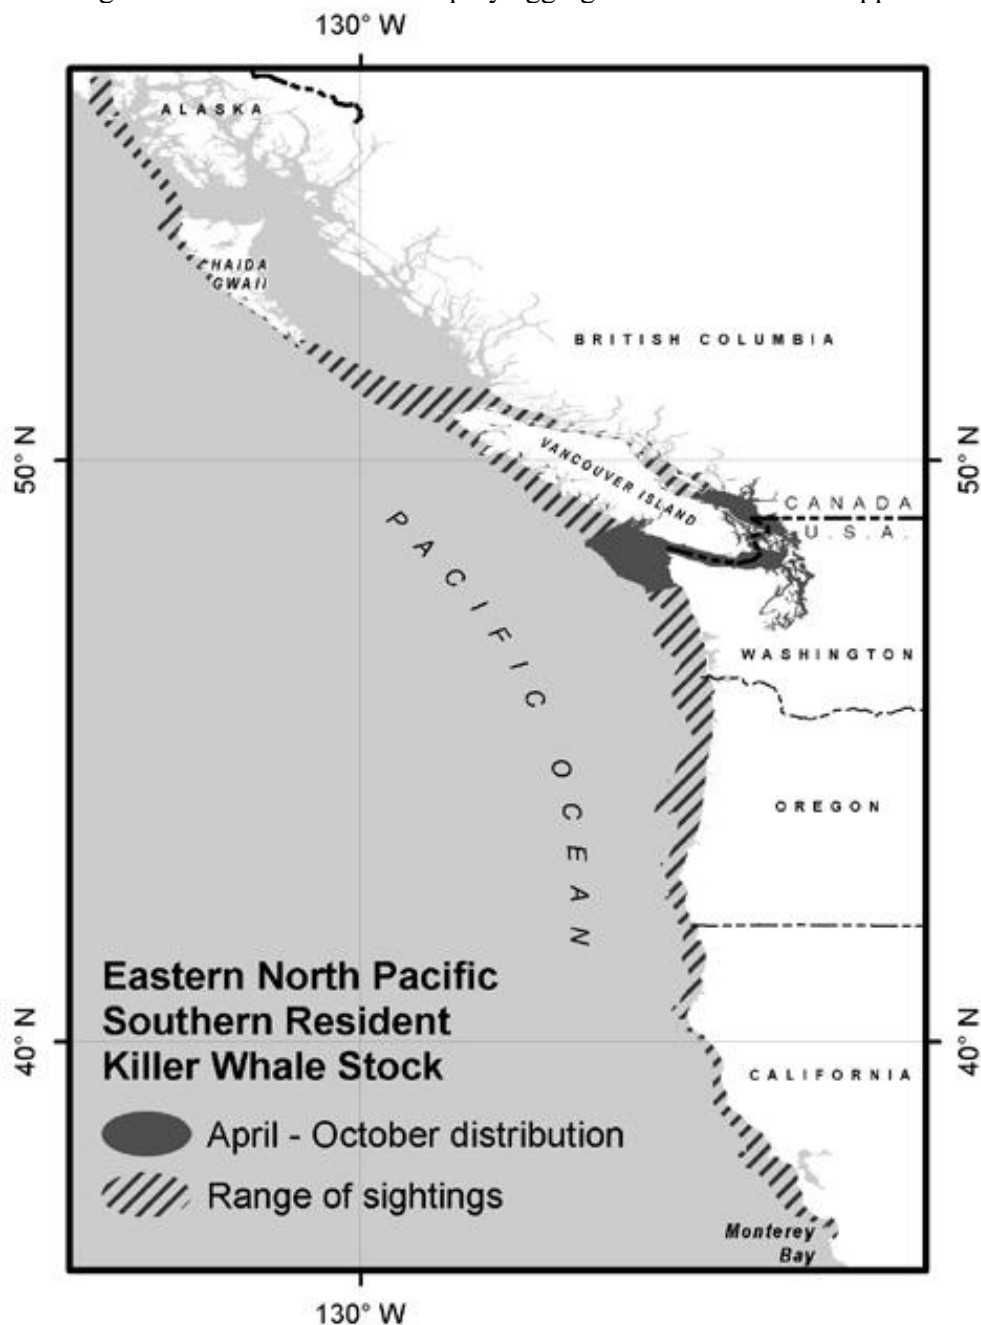 130° W
ALASKA
HAIDA
GWAII
BRITISH COLUMBIA
50° N
50° N
VANCOUVER ISLAND
CANADA
U.S.A.
PACIFIC OCEAN
WASHINGTON
OREGON
Eastern North Pacific
Southern Resident
Killer Whale Stock
40° N
40° N
CALIFORNIA
April - October distribution
Range of sightings
Monterey
Bay
130° W